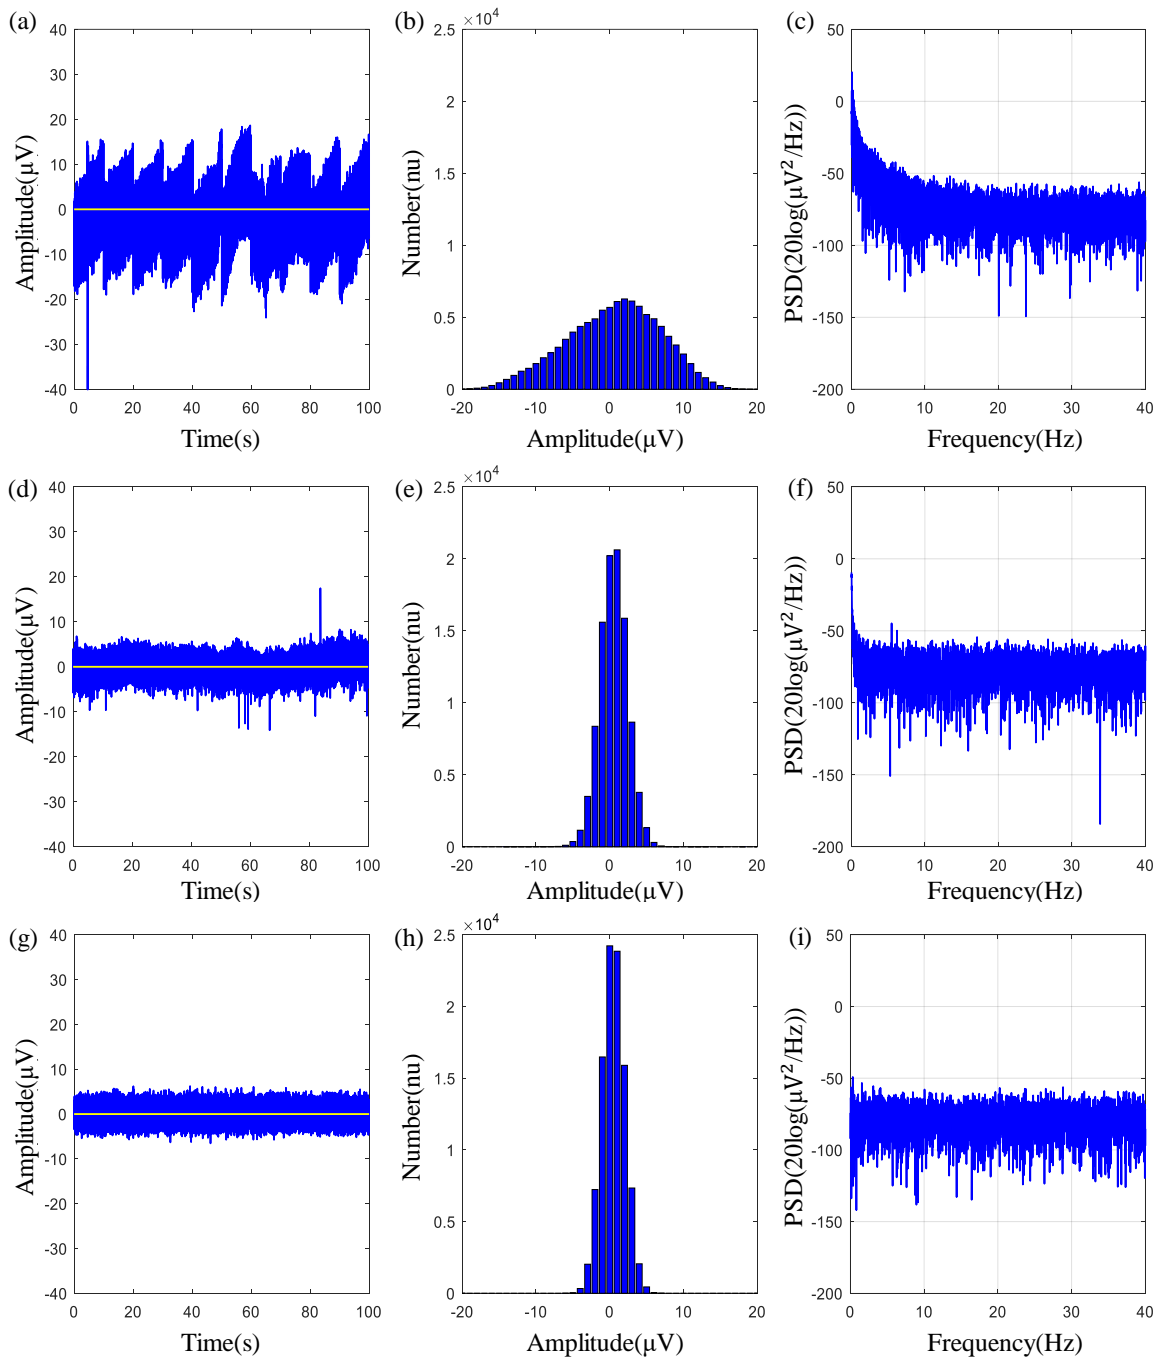 (a)
40
30
20
10
0
-10
-20
-30
-40
0 20 40 60 80 100
Amplitude(μV)
Time(s)
(b)
×10⁴
2.5
2
1.5
1
0.5
0
-20 -10 0 10 20
Number(nu)
Amplitude(μV)
(c)
50
0
-50
-100
-150
-200
0 10 20 30 40
PSD(20log(μV²/Hz))
Frequency(Hz)
(d)
40
30
20
10
0
-10
-20
-30
-40
0 20 40 60 80 100
Amplitude(μV)
Time(s)
(e)
×10⁴
2.5
2
1.5
1
0.5
0
-20 -10 0 10 20
Number(nu)
Amplitude(μV)
(f)
50
0
-50
-100
-150
-200
0 10 20 30 40
PSD(20log(μV²/Hz))
Frequency(Hz)
(g)
40
30
20
10
0
-10
-20
-30
-40
0 20 40 60 80 100
Amplitude(μV)
Time(s)
(h)
×10⁴
2.5
2
1.5
1
0.5
0
-20 -10 0 10 20
Number(nu)
Amplitude(μV)
(i)
50
0
-50
-100
-150
-200
0 10 20 30 40
PSD(20log(μV²/Hz))
Frequency(Hz)